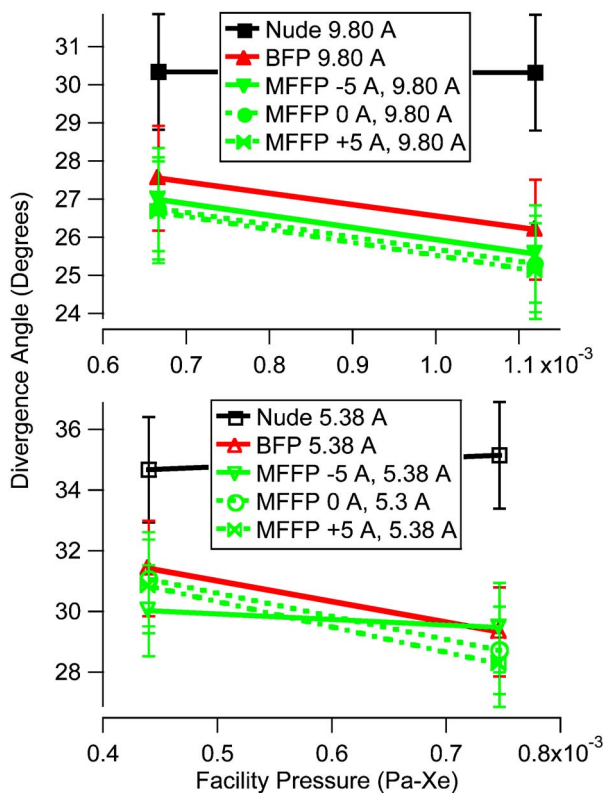 Divergence Angle (Degrees)
31
30
29
28
27
26
25
24
Nude 9.80 A
BFP 9.80 A
MFFP -5 A, 9.80 A
MFFP 0 A, 9.80 A
MFFP +5 A, 9.80 A
0.6 0.7 0.8 0.9 1.0 1.1x10-3
36
34
32
30
28
Nude 5.38 A
BFP 5.38 A
MFFP -5 A, 5.38 A
MFFP 0 A, 5.3 A
MFFP +5 A, 5.38 A
0.4 0.5 0.6 0.7 0.8x10-3
Facility Pressure (Pa-Xe)